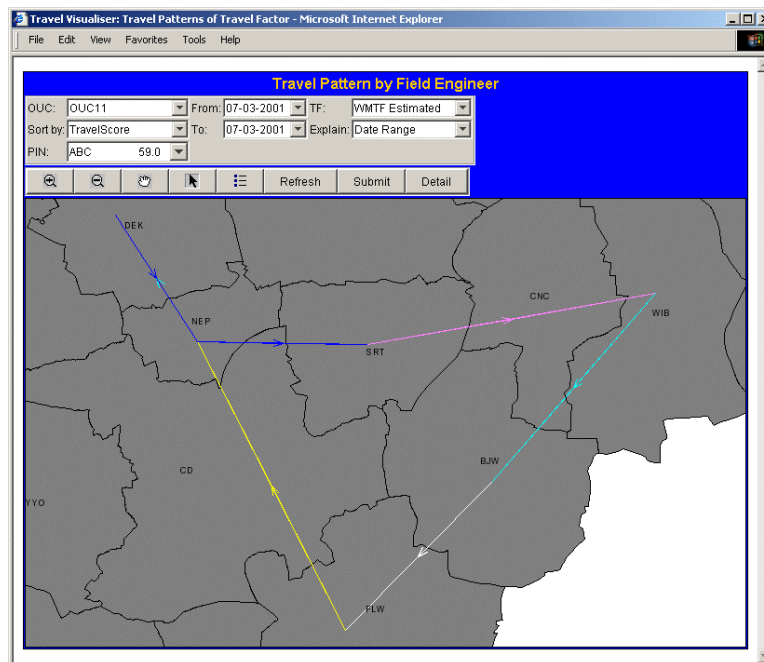 Travel Visualiser: Travel Patterns of Travel Factor - Microsoft Internet Explorer
File Edit View Favorites Tools Help
Travel Pattern by Field Engineer
OUC: OUC11 From: 07-03-2001 TF: WMTF Estimated
Sort by: TravelScore To: 07-03-2001 Explain: Date Range
PIN: ABC 59.0
Refresh Submit Detail
DEK
CNC
WIB
NEP
SRT
BJW
CD
YYO
FLW